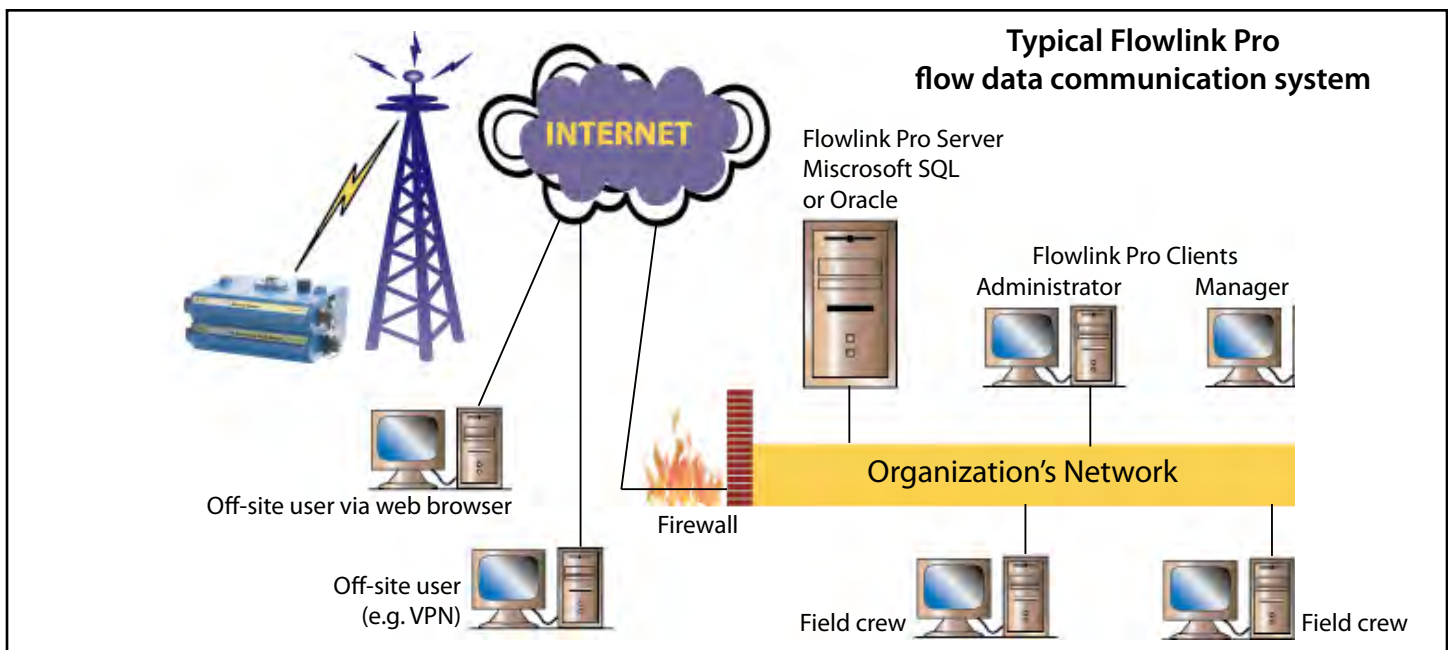 Typical Flowlink Pro
flow data communication system
INTERNET
Flowlink Pro Server
Miscrosoft SQL
or Oracle
Flowlink Pro Clients
Administrator
Manager
Organization's Network
Off-site user via web browser
Firewall
Off-site user
(e.g. VPN)
Field crew
Field crew